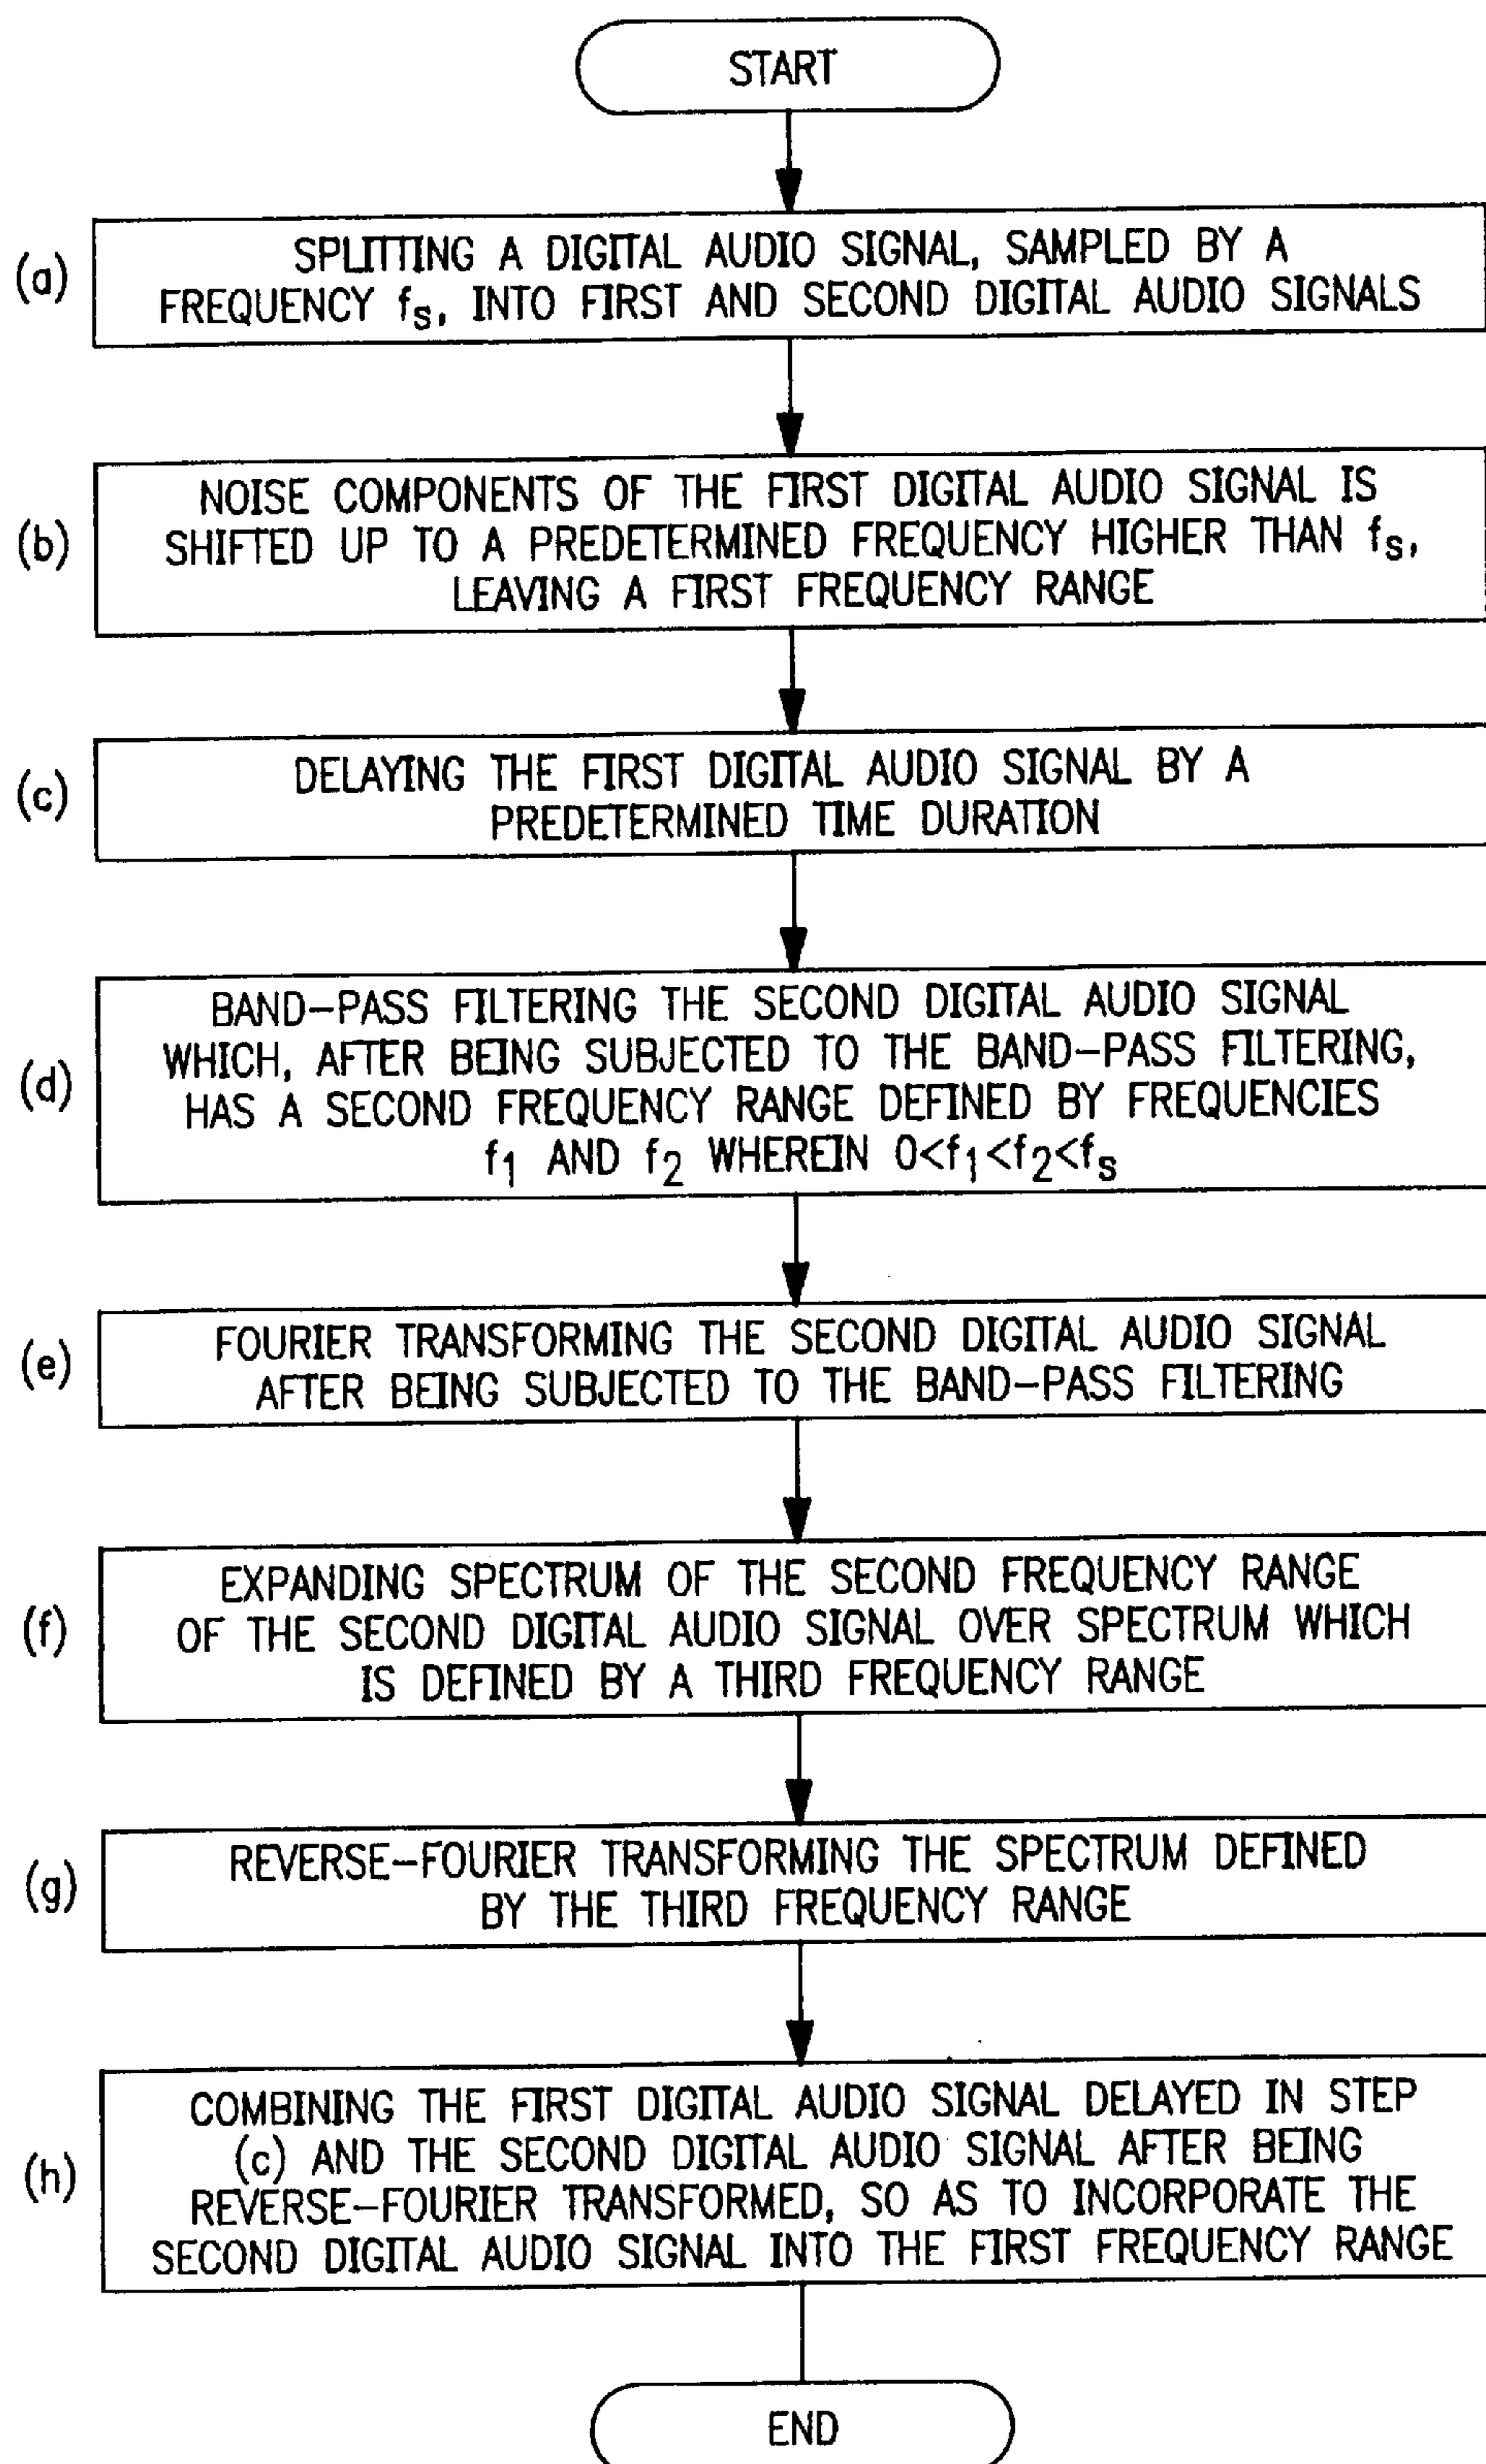 START
(a)
SPLITTING A DIGITAL AUDIO SIGNAL, SAMPLED BY A
FREQUENCY fs, INTO FIRST AND SECOND DIGITAL AUDIO SIGNALS
(b)
NOISE COMPONENTS OF THE FIRST DIGITAL AUDIO SIGNAL IS
SHIFTED UP TO A PREDETERMINED FREQUENCY HIGHER THAN fs,
LEAVING A FIRST FREQUENCY RANGE
(c)
DELAYING THE FIRST DIGITAL AUDIO SIGNAL BY A
PREDETERMINED TIME DURATION
(d)
BAND-PASS FILTERING THE SECOND DIGITAL AUDIO SIGNAL
WHICH, AFTER BEING SUBJECTED TO THE BAND-PASS FILTERING,
HAS A SECOND FREQUENCY RANGE DEFINED BY FREQUENCIES
f1 AND f2 WHEREIN 0<f1<f2<fs
(e)
FOURIER TRANSFORMING THE SECOND DIGITAL AUDIO SIGNAL
AFTER BEING SUBJECTED TO THE BAND-PASS FILTERING
(f)
EXPANDING SPECTRUM OF THE SECOND FREQUENCY RANGE
OF THE SECOND DIGITAL AUDIO SIGNAL OVER SPECTRUM WHICH
IS DEFINED BY A THIRD FREQUENCY RANGE
(g)
REVERSE-FOURIER TRANSFORMING THE SPECTRUM DEFINED
BY THE THIRD FREQUENCY RANGE
(h)
COMBINING THE FIRST DIGITAL AUDIO SIGNAL DELAYED IN STEP
(c) AND THE SECOND DIGITAL AUDIO SIGNAL AFTER BEING
REVERSE-FOURIER TRANSFORMED, SO AS TO INCORPORATE THE
SECOND DIGITAL AUDIO SIGNAL INTO THE FIRST FREQUENCY RANGE
END